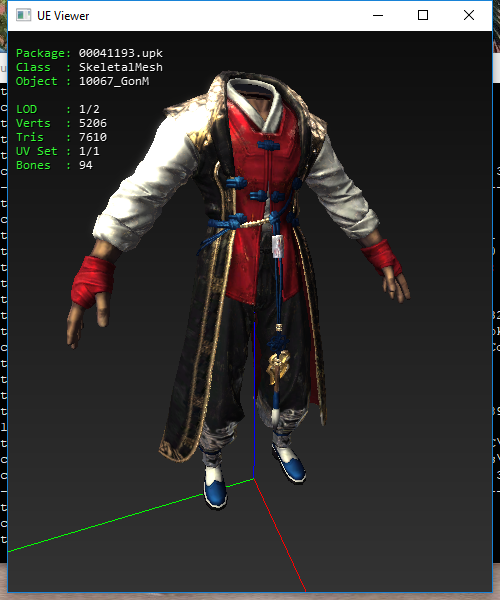 UE Viewer
Package: 00041193.upk
Class : SkeletalMesh
Object : 10067_GonM
LOD : 1/2
Verts : 5206
Tris : 7610
UV Set : 1/1
Bones : 94